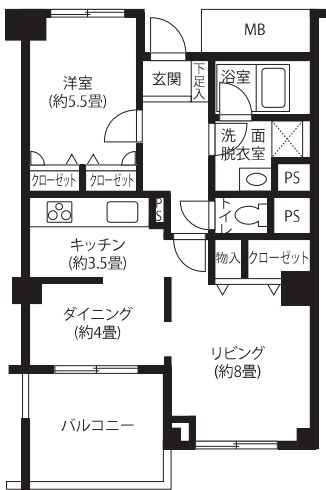 MB
洋室
(約5.5畳)
玄関
下足入
浴室
洗面
脱衣室
クローゼット
クローゼット
PS
PS
トイレ
PS
キッチン
(約3.5畳)
物入
クローゼット
ダイニング
(約4畳)
リビング
(約8畳)
バルコニー